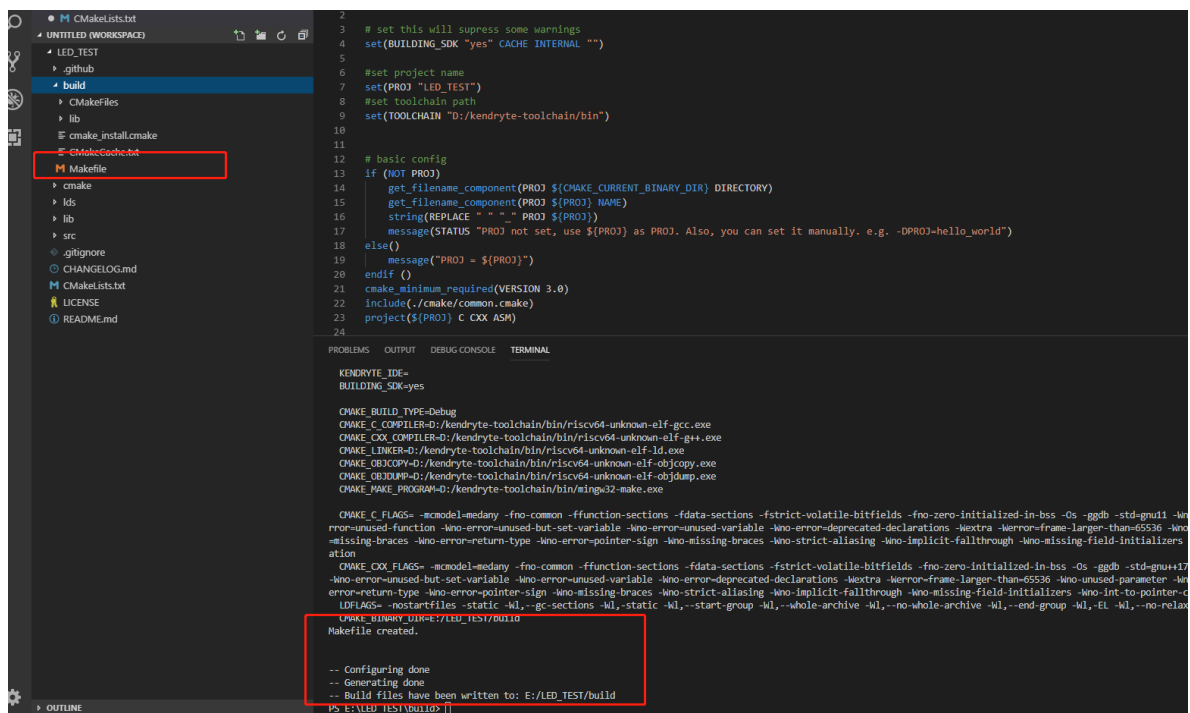 CMakeLists.txt
UNTITLED (WORKSPACE)
LED_TEST
.github
build
CMakeFiles
lib
cmake_install.cmake
CMakeCache.txt
Makefile
cmake
lds
lib
src
.gitignore
CHANGELOG.md
CMakeLists.txt
LICENSE
README.md
OUTLINE
2
3 # set this will supress some warnings
4 set(BUILDING_SDK "yes" CACHE INTERNAL "")
5
6 #set project name
7 set(PROJ "LED_TEST")
8 #set toolchain path
9 set(TOOLCHAIN "D:/kendryte-toolchain/bin")
10
11
12 # basic config
13 if (NOT PROJ)
14 get_filename_component(PROJ ${CMAKE_CURRENT_BINARY_DIR} DIRECTORY)
15 get_filename_component(PROJ ${PROJ} NAME)
16 string(REPLACE " " "_" PROJ ${PROJ})
17 message(STATUS "PROJ not set, use ${PROJ} as PROJ. Also, you can set it manually. e.g. -DPROJ=hello_world")
18 else()
19 message("PROJ = ${PROJ}")
20 endif ()
21 cmake_minimum_required(VERSION 3.0)
22 include(./cmake/common.cmake)
23 project(${PROJ} C CXX ASM)
24
PROBLEMS OUTPUT DEBUG CONSOLE TERMINAL
KENDRYTE_IDE=
BUILDING_SDK=yes
CMAKE_BUILD_TYPE=Debug
CMAKE_C_COMPILER=D:/kendryte-toolchain/bin/riscv64-unknown-elf-gcc.exe
CMAKE_CXX_COMPILER=D:/kendryte-toolchain/bin/riscv64-unknown-elf-g++.exe
CMAKE_LINKER=D:/kendryte-toolchain/bin/riscv64-unknown-elf-ld.exe
CMAKE_OBJCOPY=D:/kendryte-toolchain/bin/riscv64-unknown-elf-objcopy.exe
CMAKE_OBJDUMP=D:/kendryte-toolchain/bin/riscv64-unknown-elf-objdump.exe
CMAKE_MAKE_PROGRAM=D:/kendryte-toolchain/bin/mingw32-make.exe
CMAKE_C_FLAGS= -mcmodel=medany -fno-common -ffunction-sections -fdata-sections -fstrict-volatile-bitfields -fno-zero-initialized-in-bss -Os -ggdb -std=gnu11 -Wn
rror=unused-function -Wno-error=unused-but-set-variable -Wno-error=unused-variable -Wno-error=deprecated-declarations -Wextra -Werror=frame-larger-than=65536 -Wno
=missing-braces -Wno-error=return-type -Wno-error=pointer-sign -Wno-missing-braces -Wno-strict-aliasing -Wno-implicit-fallthrough -Wno-missing-field-initializers
ation
CMAKE_CXX_FLAGS= -mcmodel=medany -fno-common -ffunction-sections -fdata-sections -fstrict-volatile-bitfields -fno-zero-initialized-in-bss -Os -ggdb -std=gnu++17
-Wno-error=unused-but-set-variable -Wno-error=unused-variable -Wno-error=deprecated-declarations -Wextra -Werror=frame-larger-than=65536 -Wno-unused-parameter -Wn
error=return-type -Wno-error=pointer-sign -Wno-missing-braces -Wno-strict-aliasing -Wno-implicit-fallthrough -Wno-missing-field-initializers -Wno-int-to-pointer-c
LDFLAGS= -nostartfiles -static -Wl,--gc-sections -Wl,-static -Wl,--start-group -Wl,--whole-archive -Wl,--no-whole-archive -Wl,--end-group -Wl,-EL -Wl,--no-relax
CMAKE_BINARY_DIR=E:/LED_TEST/build
Makefile created.
-- Configuring done
-- Generating done
-- Build files have been written to: E:/LED_TEST/build
PS E:\LED_TEST\build>